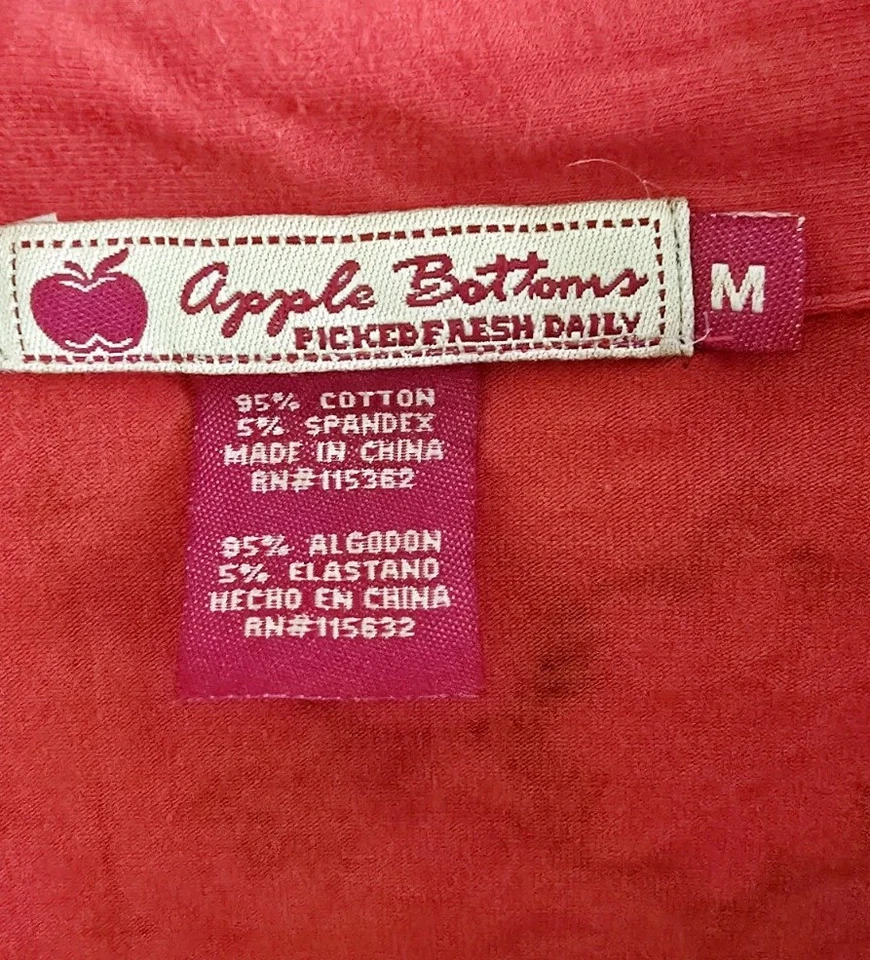 Apple Bottoms
PICKED FRESH DAILY
M
95% COTTON
5% SPANDEX
MADE IN CHINA
RN#115362
95% ALGODON
5% ELASTANO
HECHO EN CHINA
RN#115632